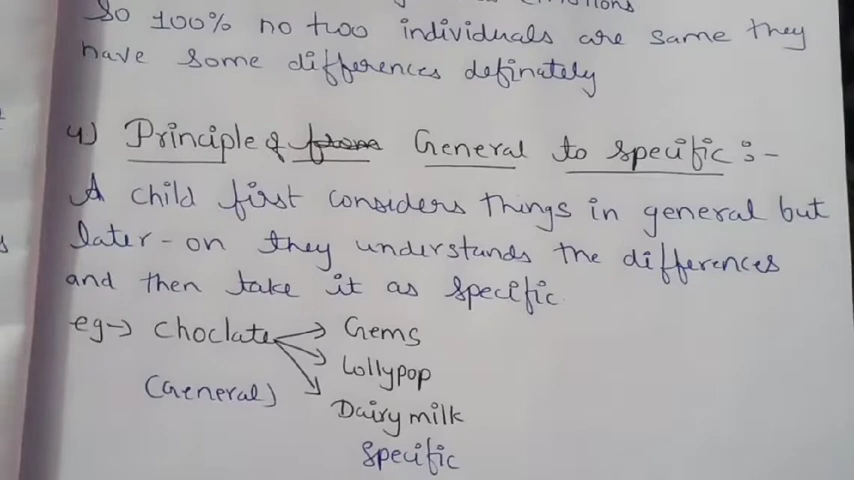 So 100% no two individuals are same they
have some differences definately
4) Principle of from General to specific :-
A child first considers things in general but
later-on they understands the differences
and then take it as specific.
eg→ Choclate → Gems
Lollypop
(General) Dairy milk
Specific